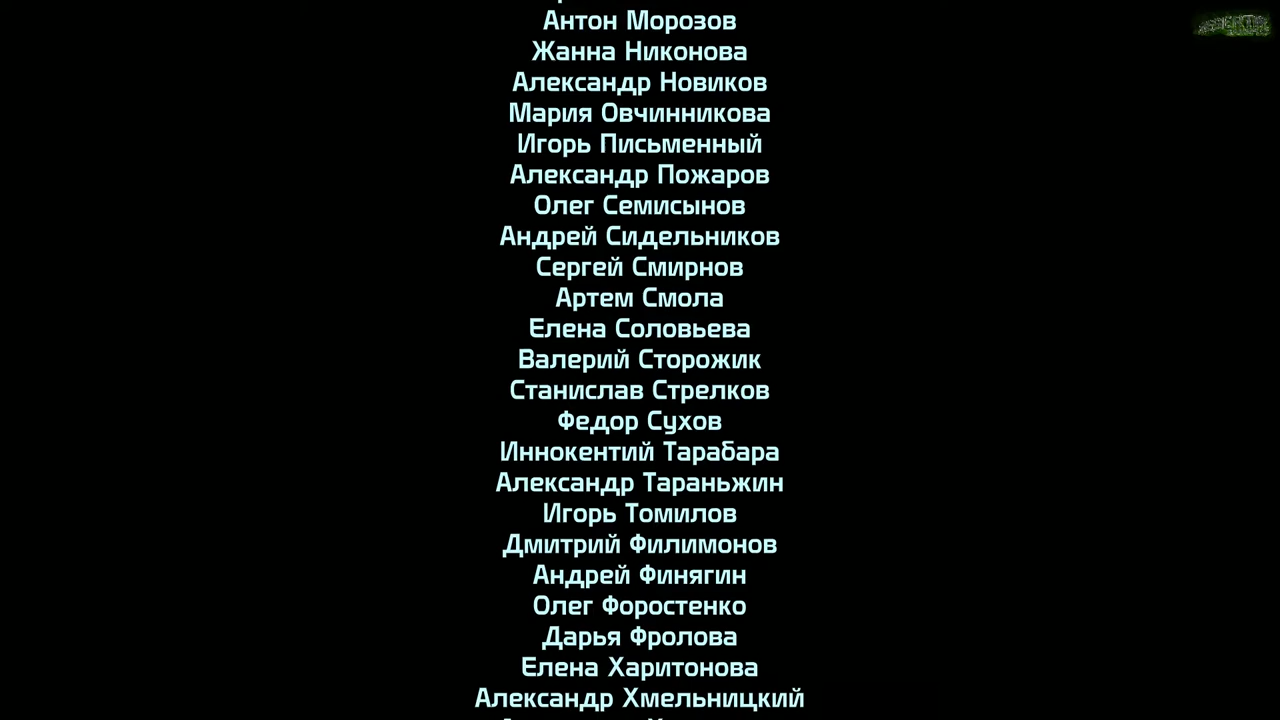 Антон Морозов
Жанна Никонова
Александр Новиков
Мария Овчинникова
Игорь Письменный
Александр Пожаров
Олег Семисынов
Андрей Сидельников
Сергей Смирнов
Артем Смола
Елена Соловьева
Валерий Сторожик
Станислав Стрелков
Федор Сухов
Иннокентий Тарабара
Александр Тараньжин
Игорь Томилов
Дмитрий Филимонов
Андрей Финягин
Олег Форостенко
Дарья Фролова
Елена Харитонова
Александр Хмельницкий